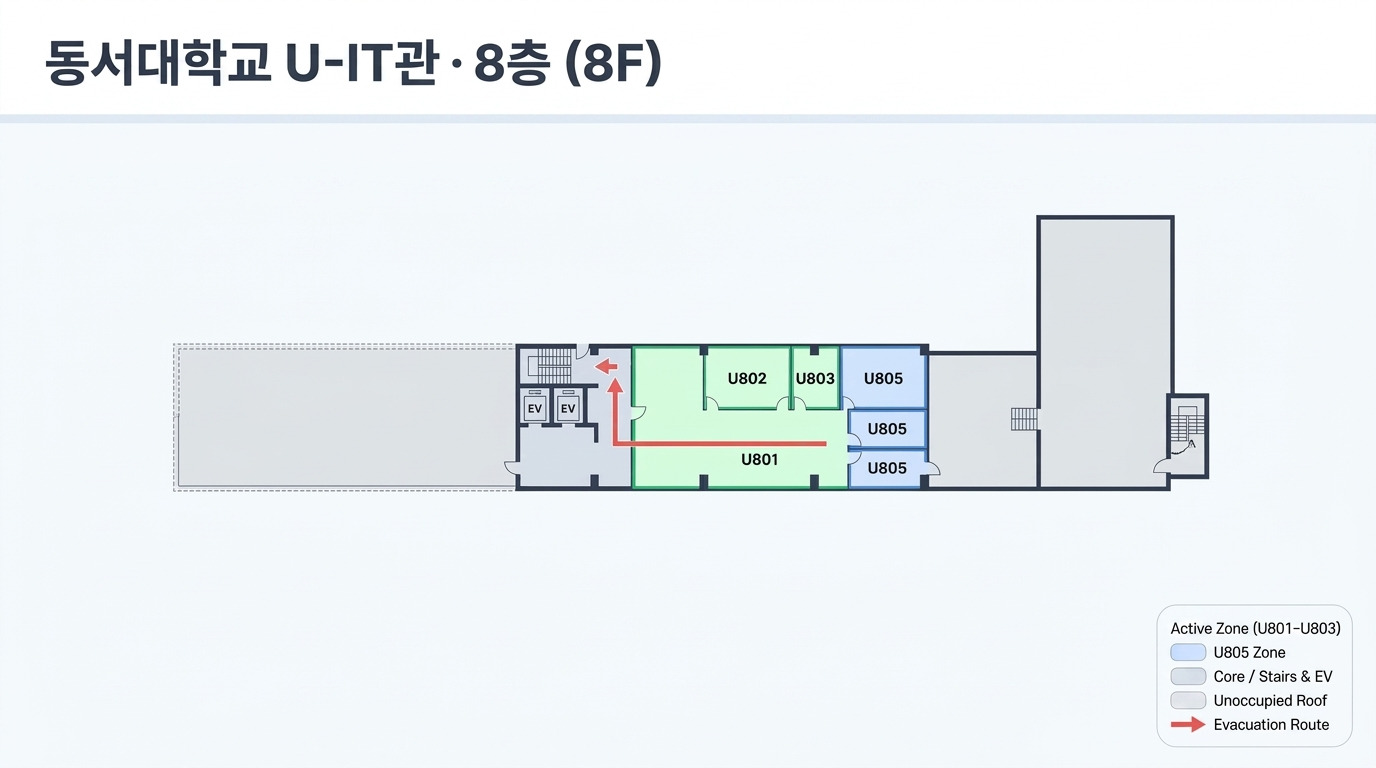 동서대학교 U-IT관 · 8층 (8F)
U802
U803
U805
EV
EV
U805
U801
U805
Active Zone (U801-U803)
U805 Zone
Core / Stairs & EV
Unoccupied Roof
Evacuation Route